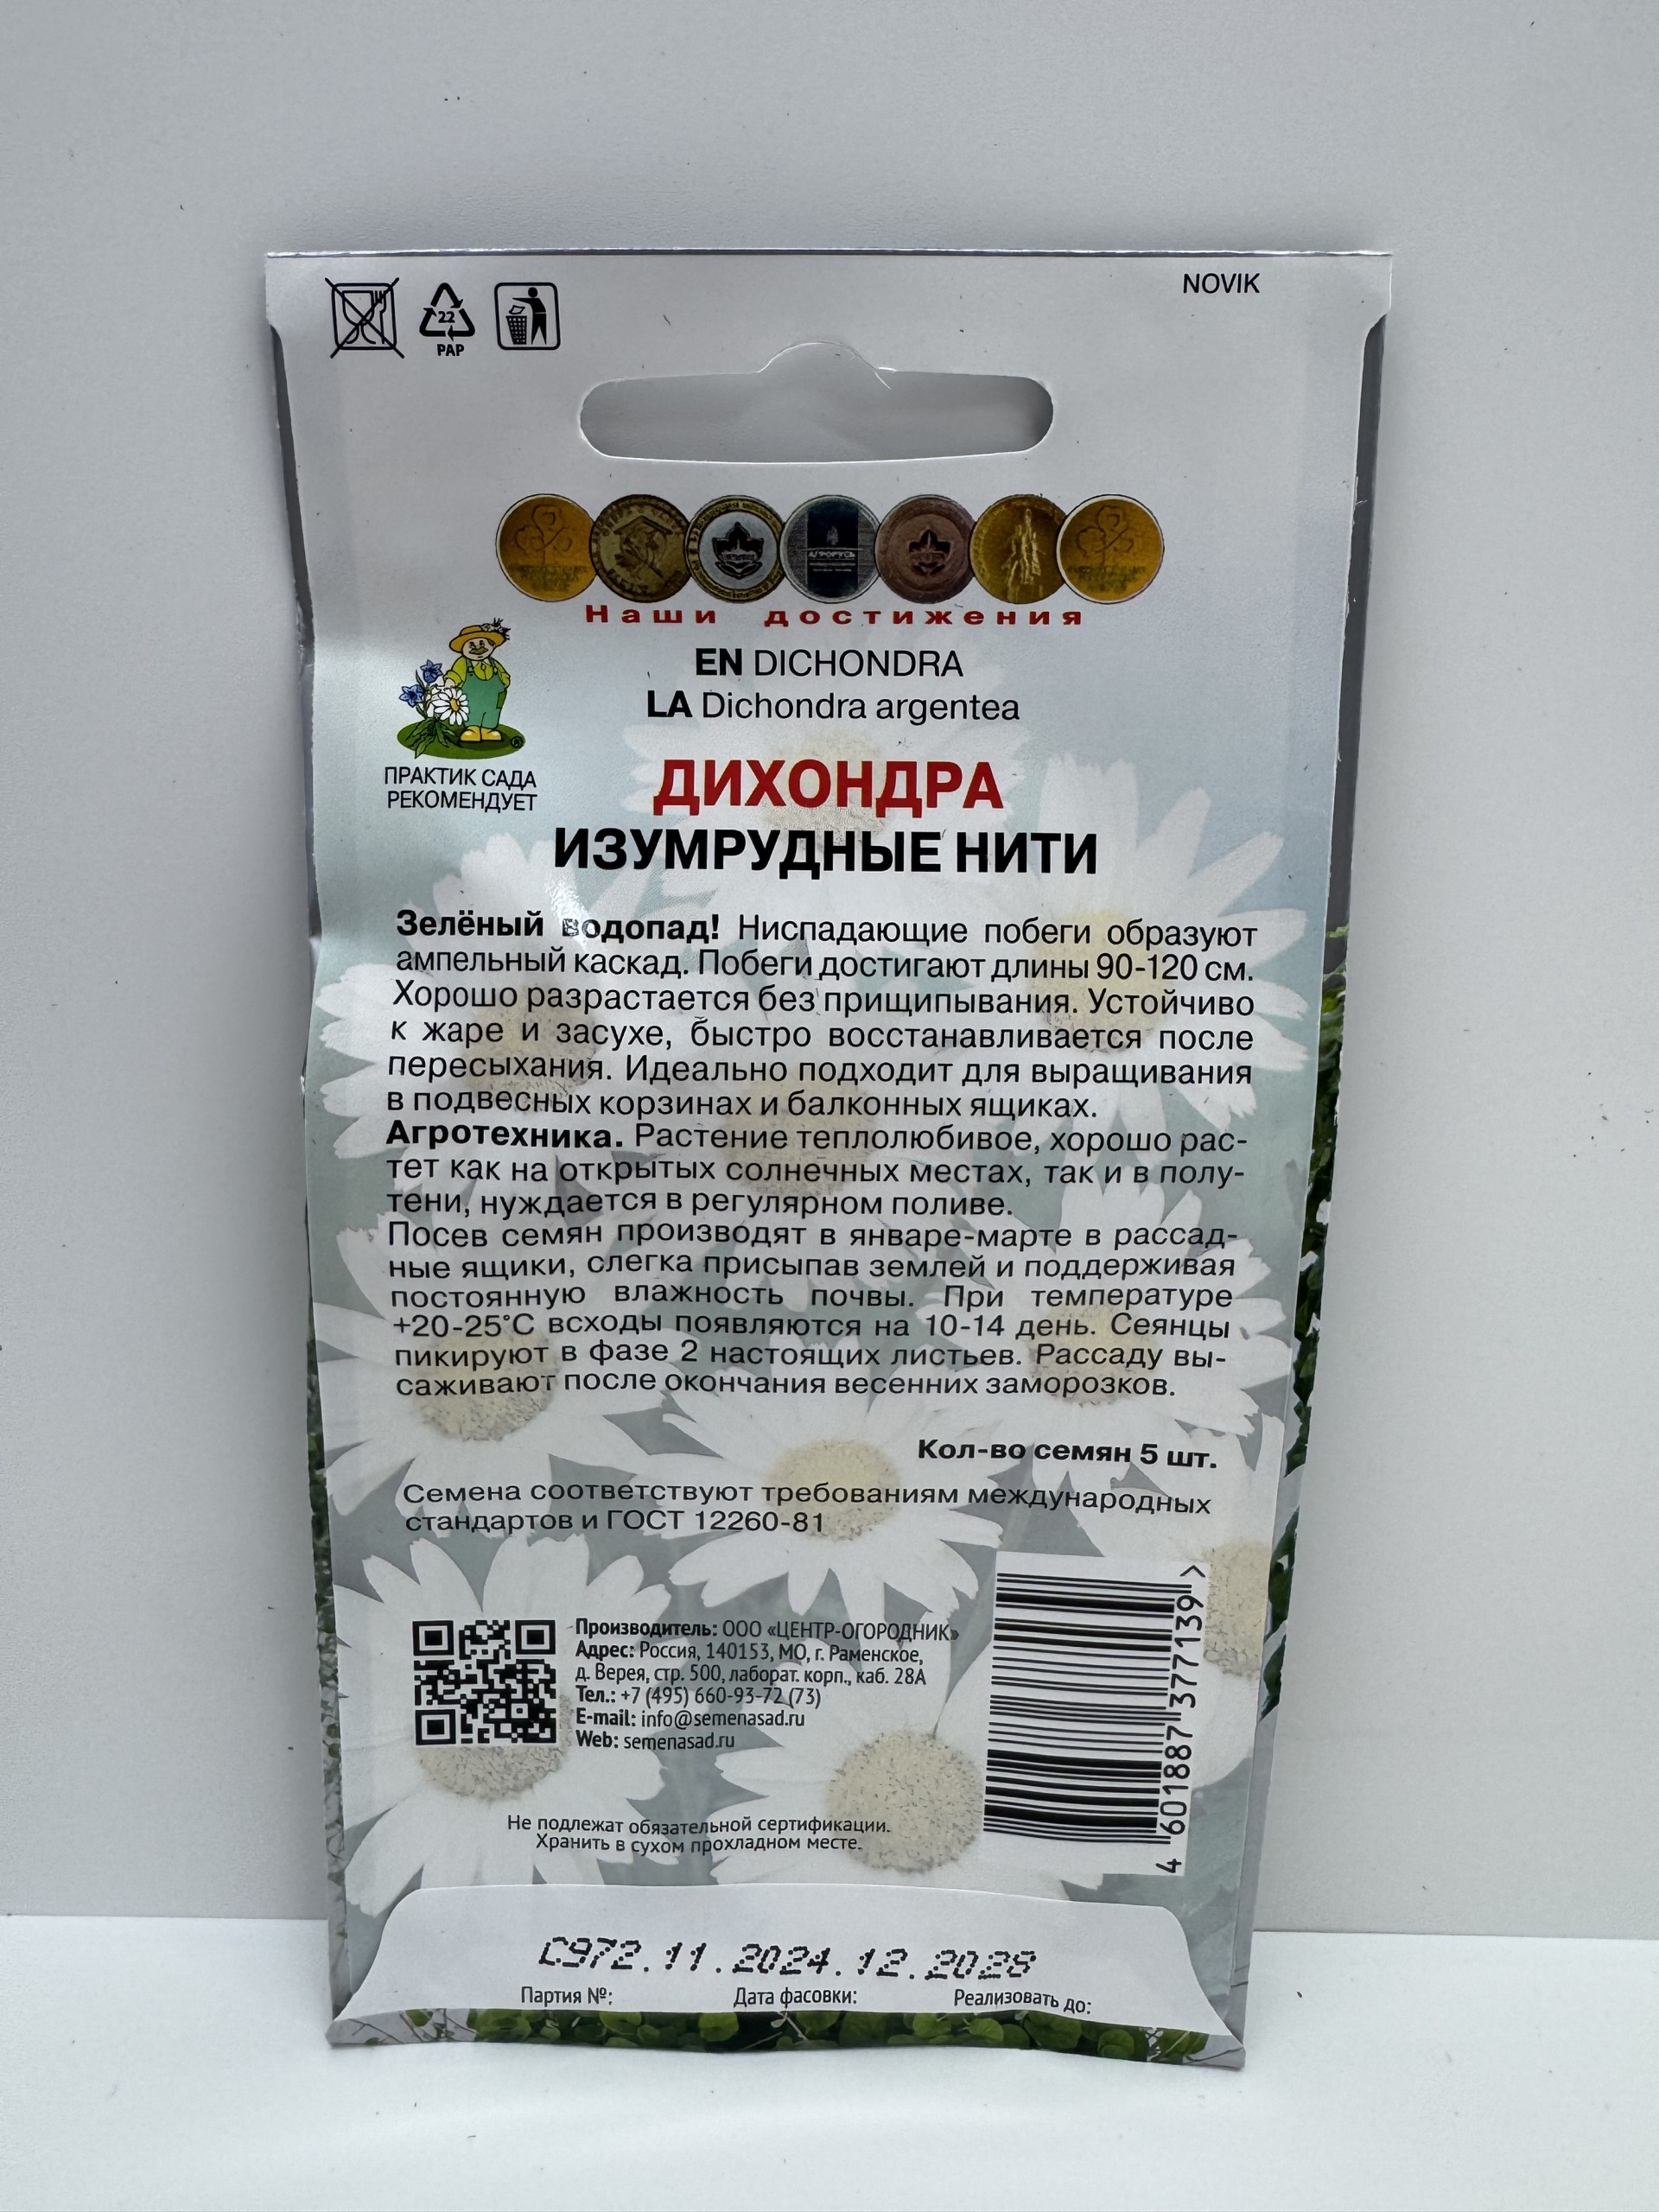 NOVIK
22
PAP
Наши достижения
EN DICHONDRA
LA Dichondra argentea
ПРАКТИК САДА
РЕКОМЕНДУЕТ
ДИХОНДРА
ИЗУМРУДНЫЕ НИТИ
Зелёный водопад! Ниспадающие побеги образуют
ампельный каскад. Побеги достигают длины 90-120 см.
Хорошо разрастается без прищипывания. Устойчиво
к жаре и засухе, быстро восстанавливается после
пересыхания. Идеально подходит для выращивания
в подвесных корзинах и балконных ящиках.
Агротехника. Растение теплолюбивое, хорошо рас-
тет как на открытых солнечных местах, так и в полу-
тени, нуждается в регулярном поливе.
Посев семян производят в январе-марте в рассад-
ные ящики, слегка присыпав землей и поддерживая
постоянную влажность почвы. При температуре
+20-25°С всходы появляются на 10-14 день. Сеянцы
пикируют в фазе 2 настоящих листьев. Рассаду вы-
саживают после окончания весенних заморозков.
Кол-во семян 5 шт.
Семена соответствуют требованиям международных
стандартов и ГОСТ 12260-81
Производитель: ООО «ЦЕНТР-ОГОРОДНИК»
Адрес: Россия, 140153, МО, г. Раменское,
д. Верея, стр. 500, лаборат. корп., каб. 28А
Тел.: +7 (495) 660-93-72 (73)
E-mail: info@semenasad.ru
Web: semenasad.ru
4 601887 377139 >
Не подлежат обязательной сертификации.
Хранить в сухом прохладном месте.
С972.11.2024.12.2028
Партия №: Дата фасовки: Реализовать до: